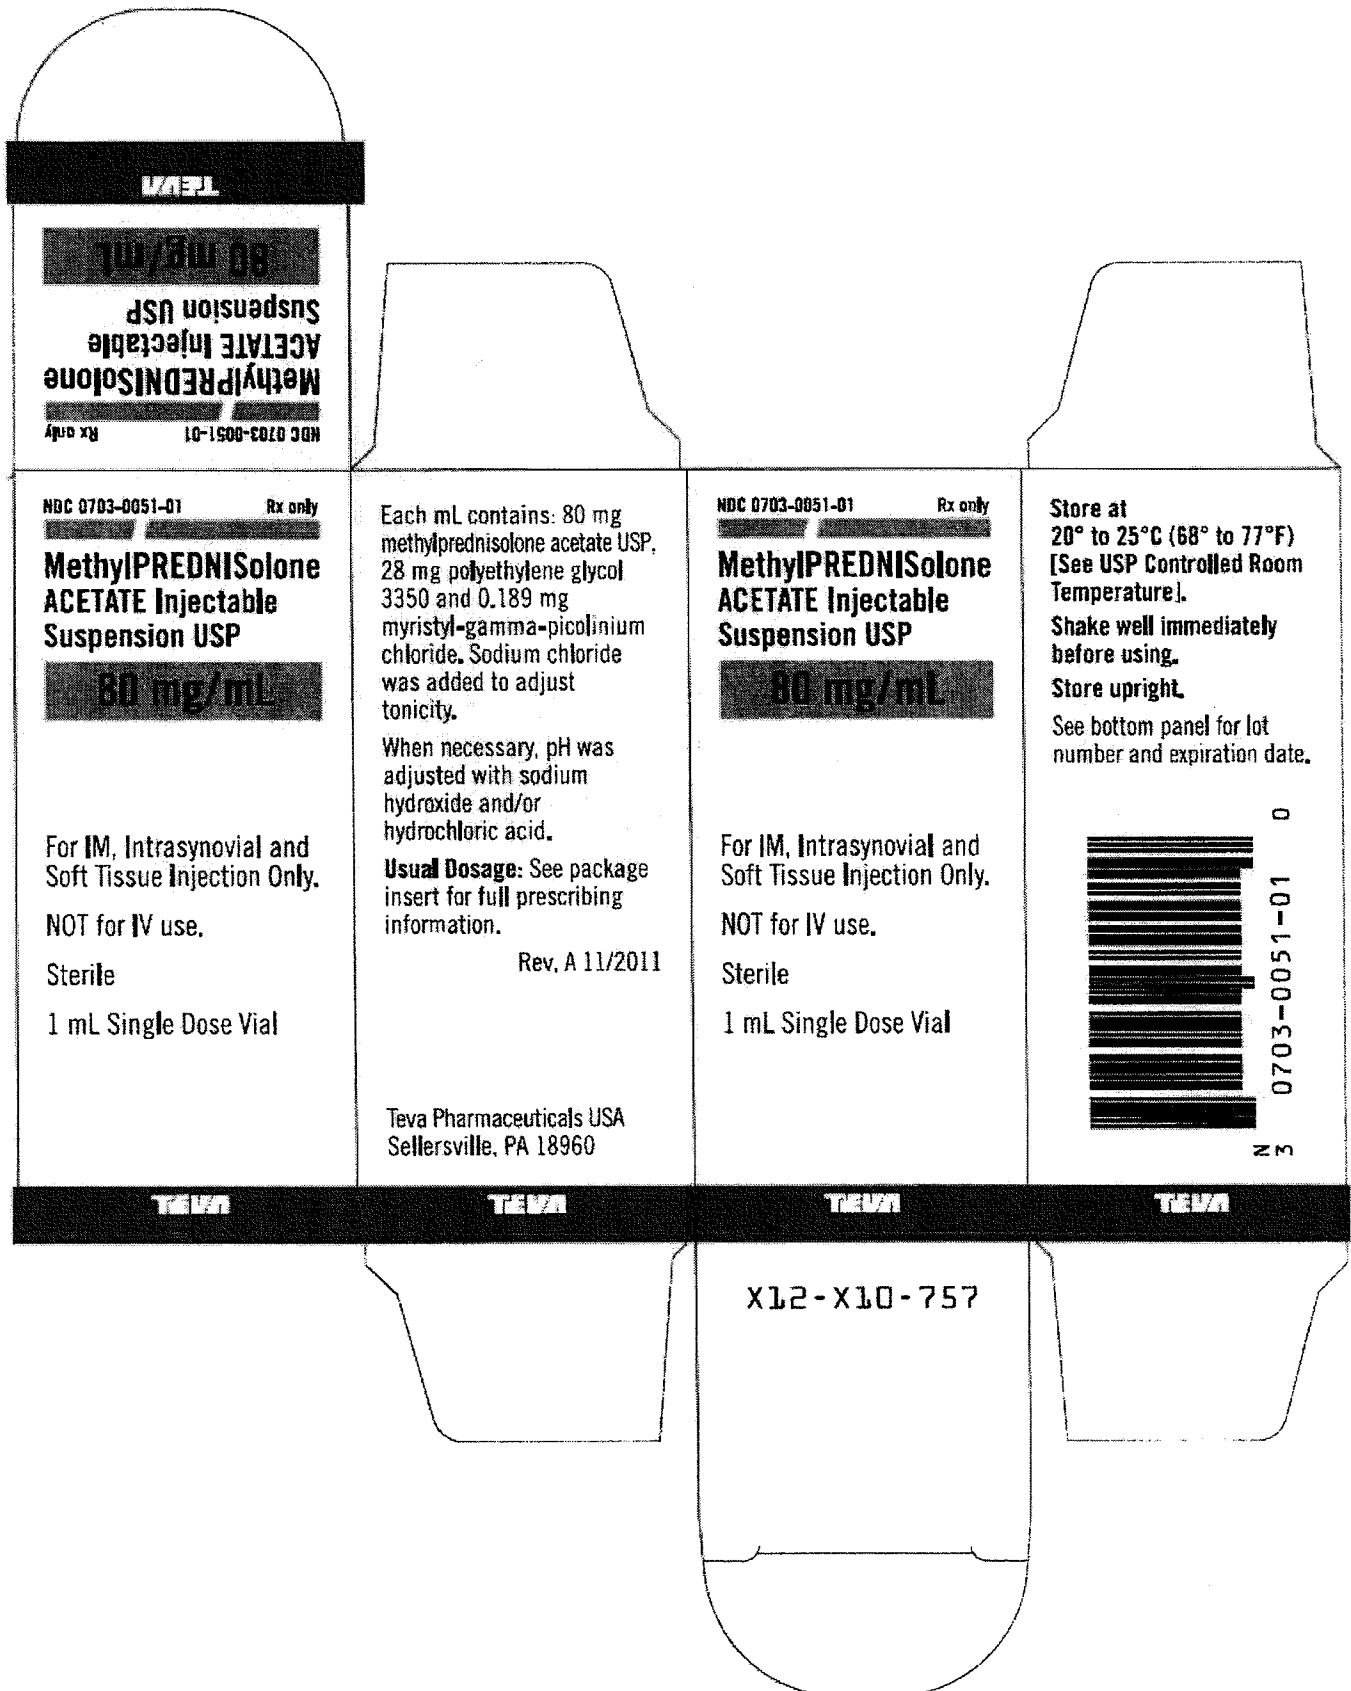 TEVA
80 mg/mL
Suspension USP
ACETATE Injectable
MethylPREDNISolone
NDC 0703-0051-01 Rx only
NDC 0703-0051-01 Rx only
MethylPREDNISolone
ACETATE Injectable
Suspension USP
80 mg/mL
For IM, Intrasynovial and
Soft Tissue Injection Only.
NOT for IV use.
Sterile
1 mL Single Dose Vial
TEVA
Each mL contains: 80 mg
methylprednisolone acetate USP,
28 mg polyethylene glycol
3350 and 0.189 mg
myristyl-gamma-picolinium
chloride. Sodium chloride
was added to adjust
tonicity.
When necessary, pH was
adjusted with sodium
hydroxide and/or
hydrochloric acid.
Usual Dosage: See package
insert for full prescribing
information.
Rev. A 11/2011
Teva Pharmaceuticals USA
Sellersville, PA 18960
TEVA
NDC 0703-0051-01 Rx only
MethylPREDNISolone
ACETATE Injectable
Suspension USP
80 mg/mL
For IM, Intrasynovial and
Soft Tissue Injection Only.
NOT for IV use.
Sterile
1 mL Single Dose Vial
TEVA
Store at
20° to 25°C (68° to 77°F)
[See USP Controlled Room
Temperature].
Shake well immediately
before using.
Store upright.
See bottom panel for lot
number and expiration date.
N
3 0703-0051-01 0
TEVA
X12-X10-757